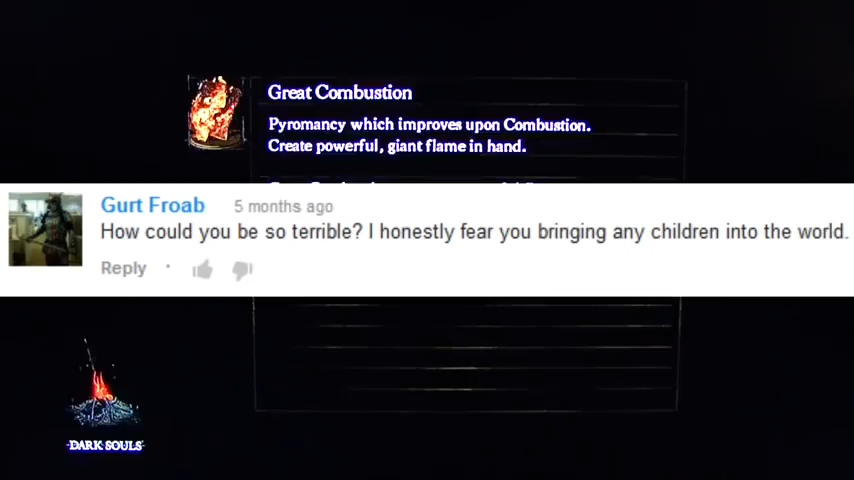 Great Combustion
Pyromancy which improves upon Combustion.
Create powerful, giant flame in hand.
Gurt Froab 5 months ago
How could you be so terrible? I honestly fear you bringing any children into the world.
Reply
DARK SOULS